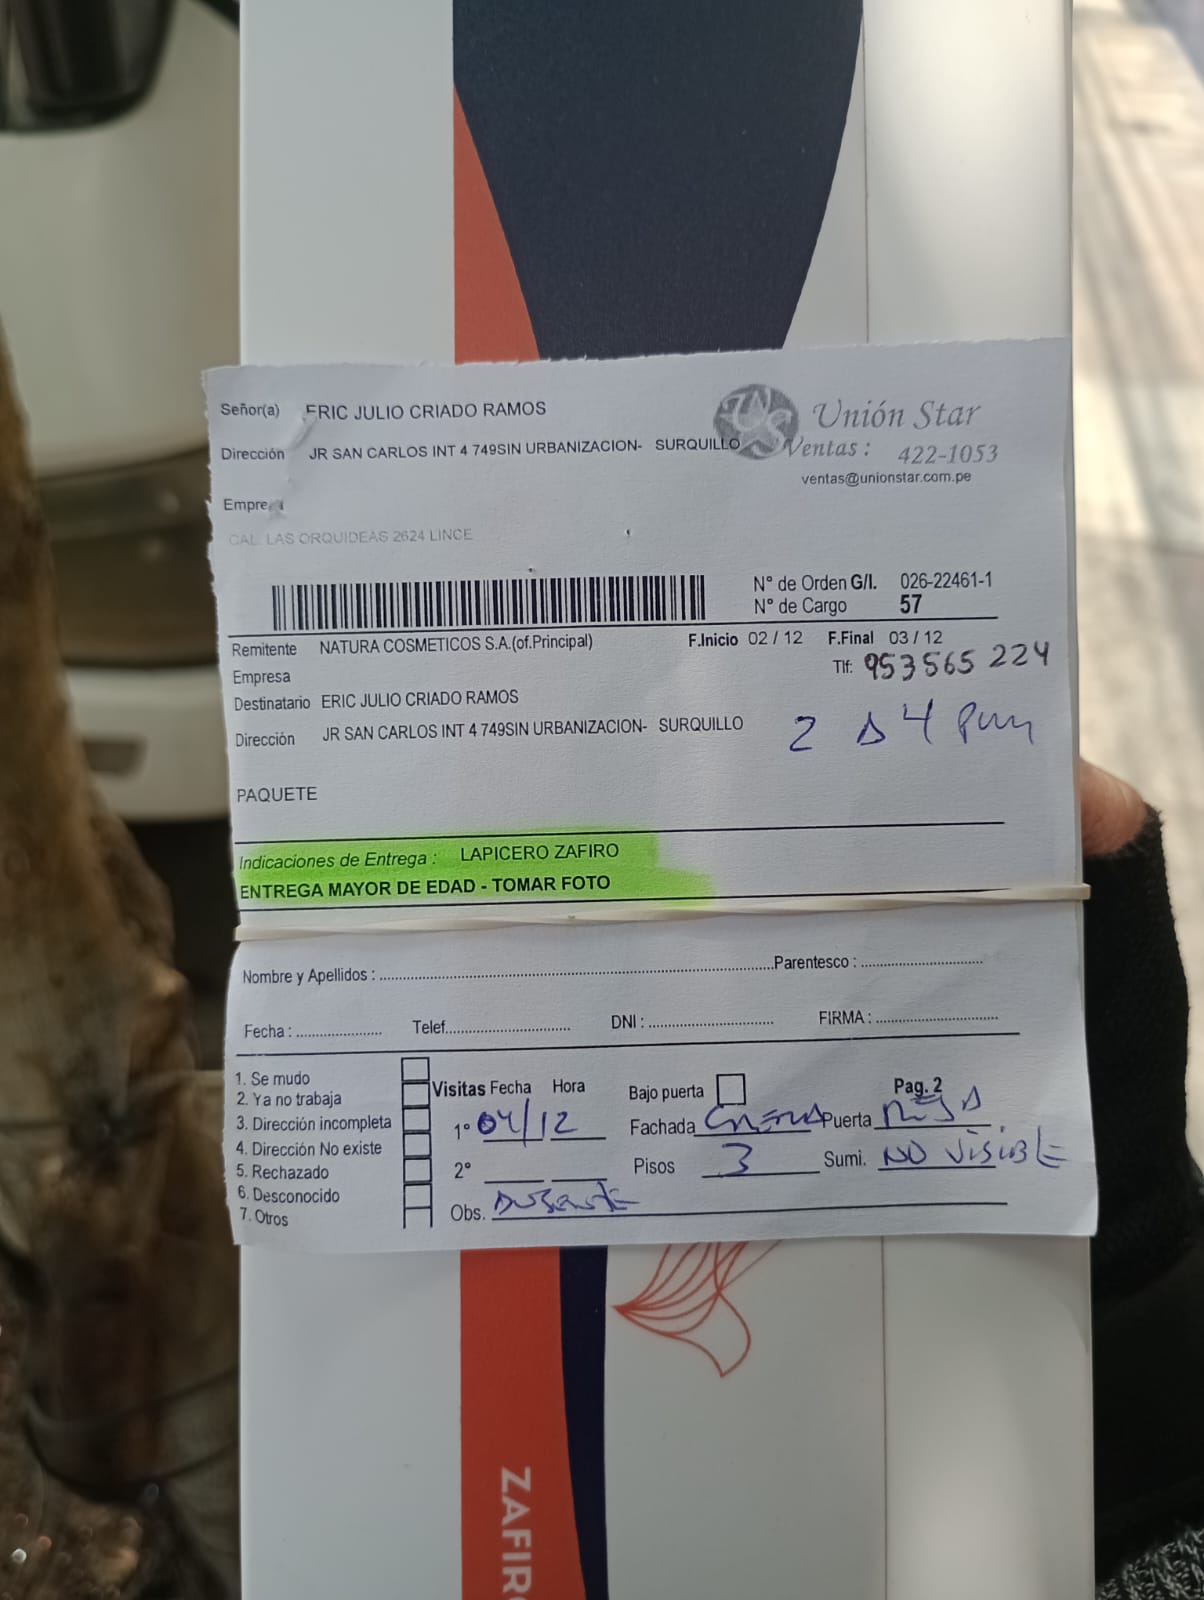 Señor(a) ERIC JULIO CRIADO RAMOS
Unión Star
Dirección JR SAN CARLOS INT 4 749SIN URBANIZACION- SURQUILLO
Ventas : 422-1053
ventas@unionstar.com.pe
Empre
CAL. LAS ORQUIDEAS 2624 LINCE
N° de Orden G/I. 026-22461-1
N° de Cargo 57
Remitente NATURA COSMETICOS S.A.(of.Principal) F.Inicio 02 / 12 F.Final 03 / 12
Empresa Tlf: 953565 224
Destinatario ERIC JULIO CRIADO RAMOS
Dirección JR SAN CARLOS INT 4 749SIN URBANIZACION- SURQUILLO
2 A 4 pm
PAQUETE
Indicaciones de Entrega : LAPICERO ZAFIRO
ENTREGA MAYOR DE EDAD - TOMAR FOTO
Nombre y Apellidos : Parentesco :
Fecha : Telef. DNI : FIRMA :
1. Se mudo
2. Ya no trabaja
3. Dirección incompleta
4. Dirección No existe
5. Rechazado
6. Desconocido
7. Otros
Visitas Fecha Hora Bajo puerta Pag. 2
1° 04/12 Fachada Puerta
2° Pisos 3 Sumi. NO VISIBLE
Obs.
ZAFIR